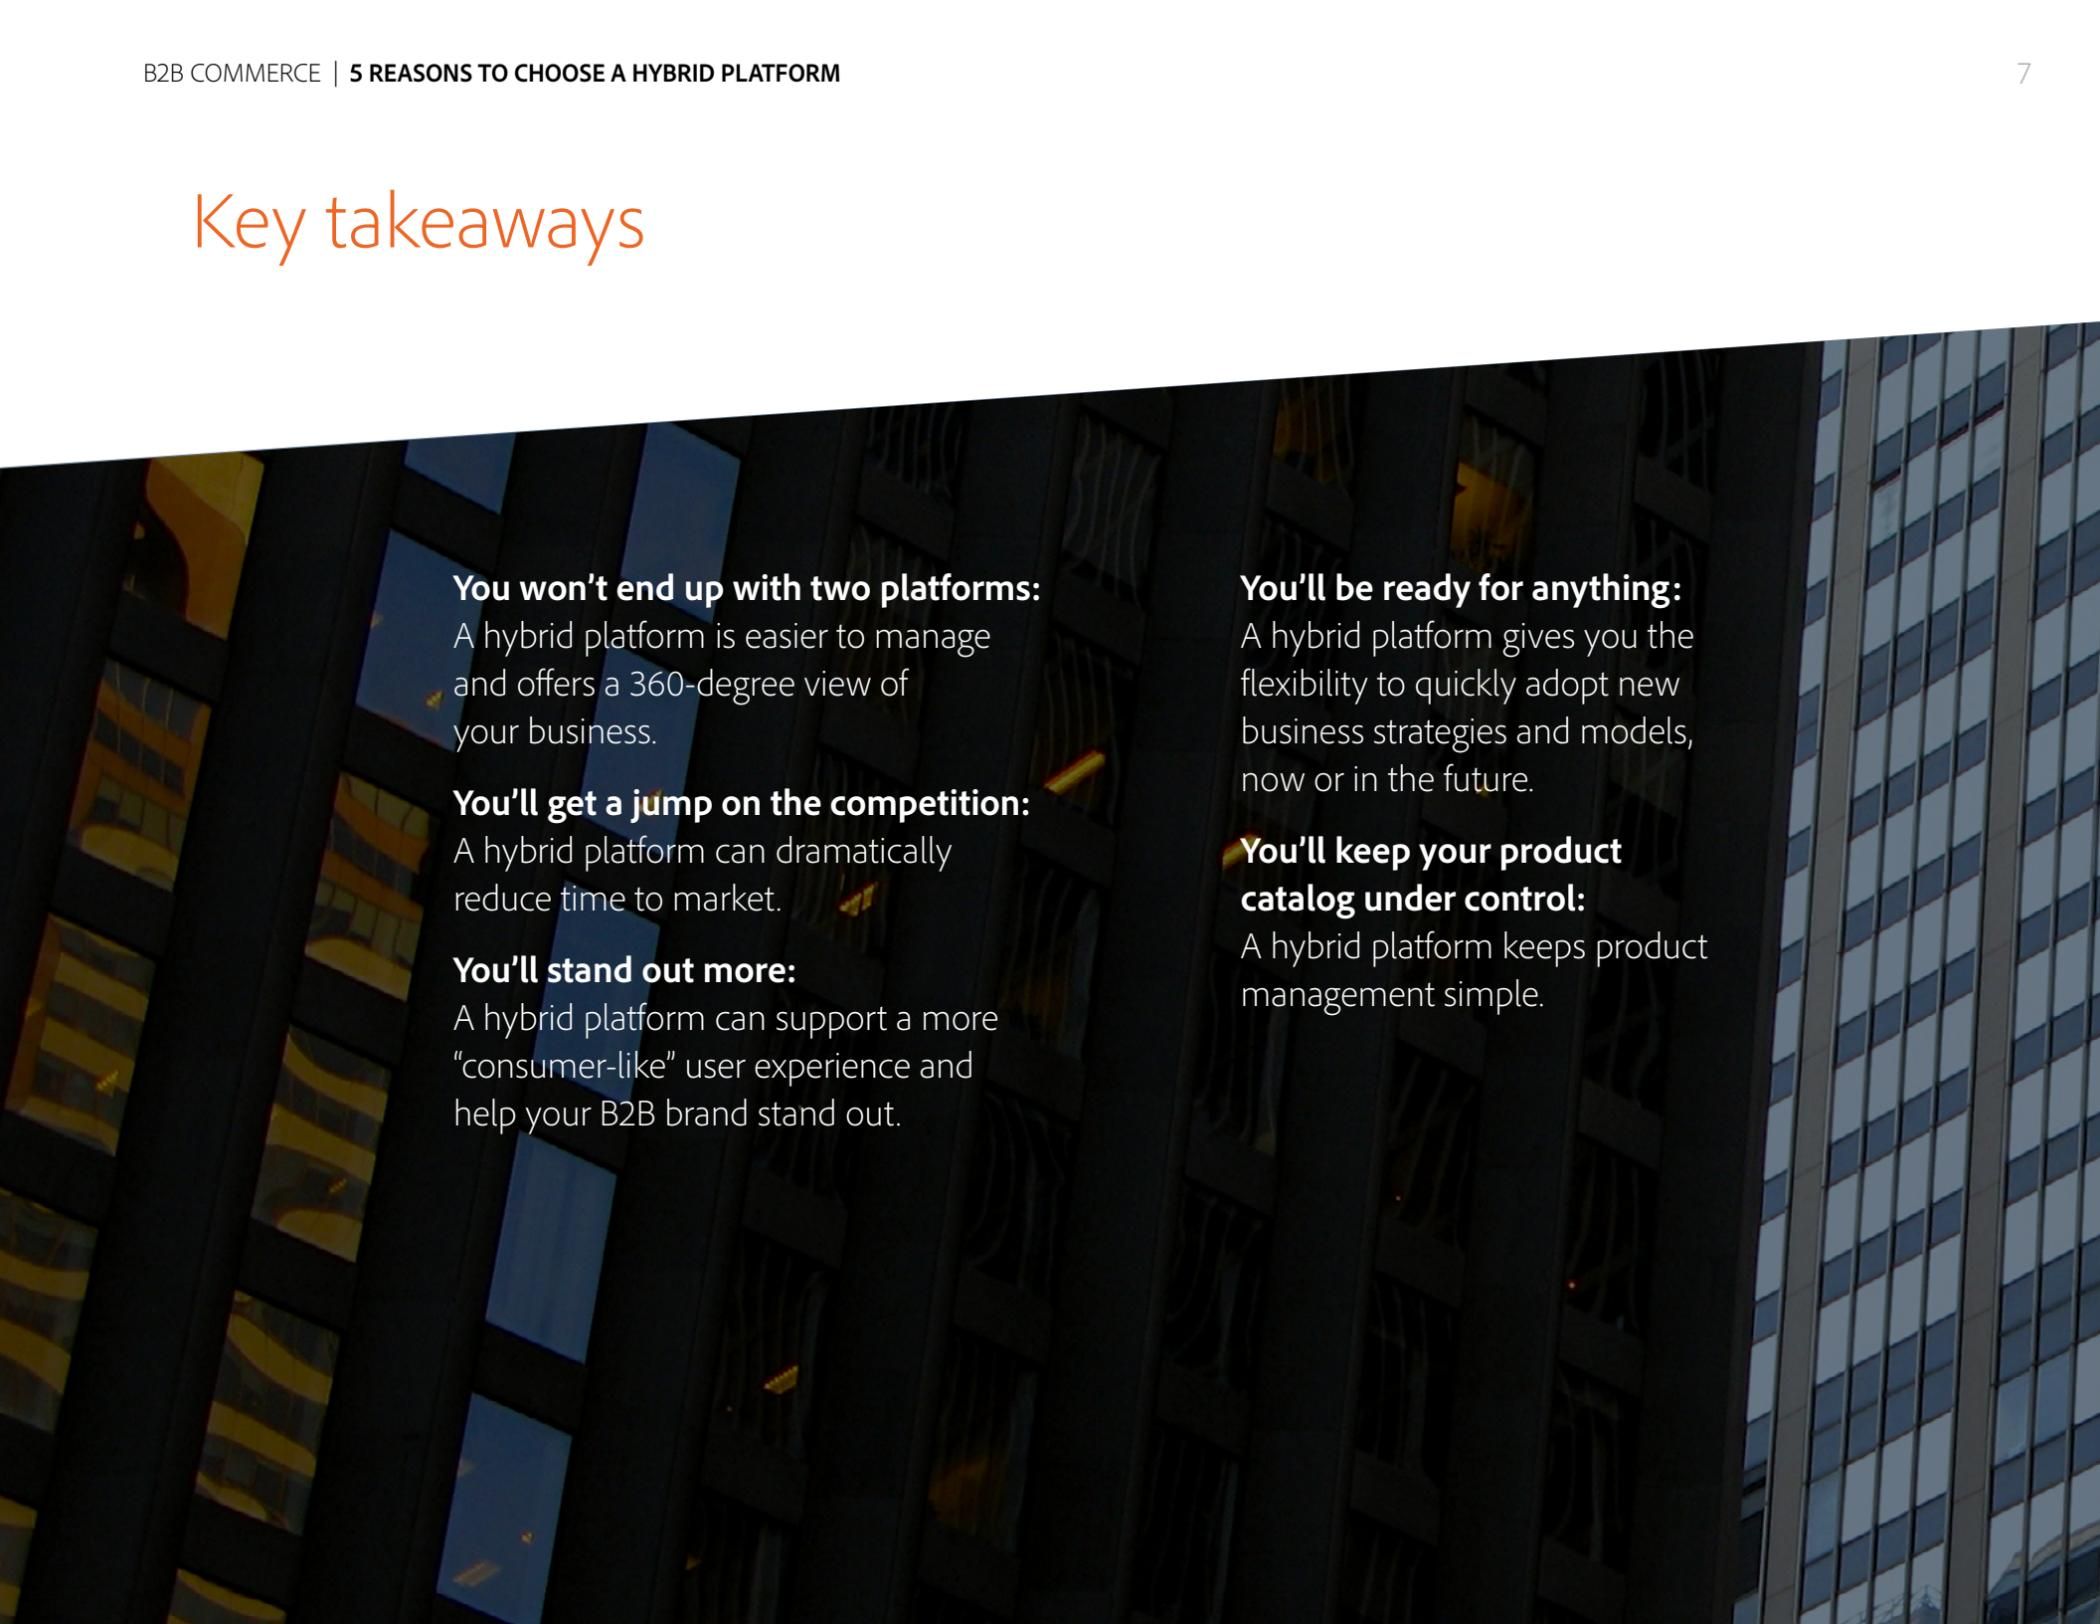 B2B COMMERCE | 5 REASONS TO CHOOSE A HYBRID PLATFORM
7
Key takeaways
You won’t end up with two platforms:
A hybrid platform is easier to manage
and offers a 360-degree view of
your business.
You’ll get a jump on the competition:
A hybrid platform can dramatically
reduce time to market.
You’ll stand out more:
A hybrid platform can support a more
“consumer-like” user experience and
help your B2B brand stand out.
You’ll be ready for anything:
A hybrid platform gives you the
flexibility to quickly adopt new
business strategies and models,
now or in the future.
You’ll keep your product
catalog under control:
A hybrid platform keeps product
management simple.